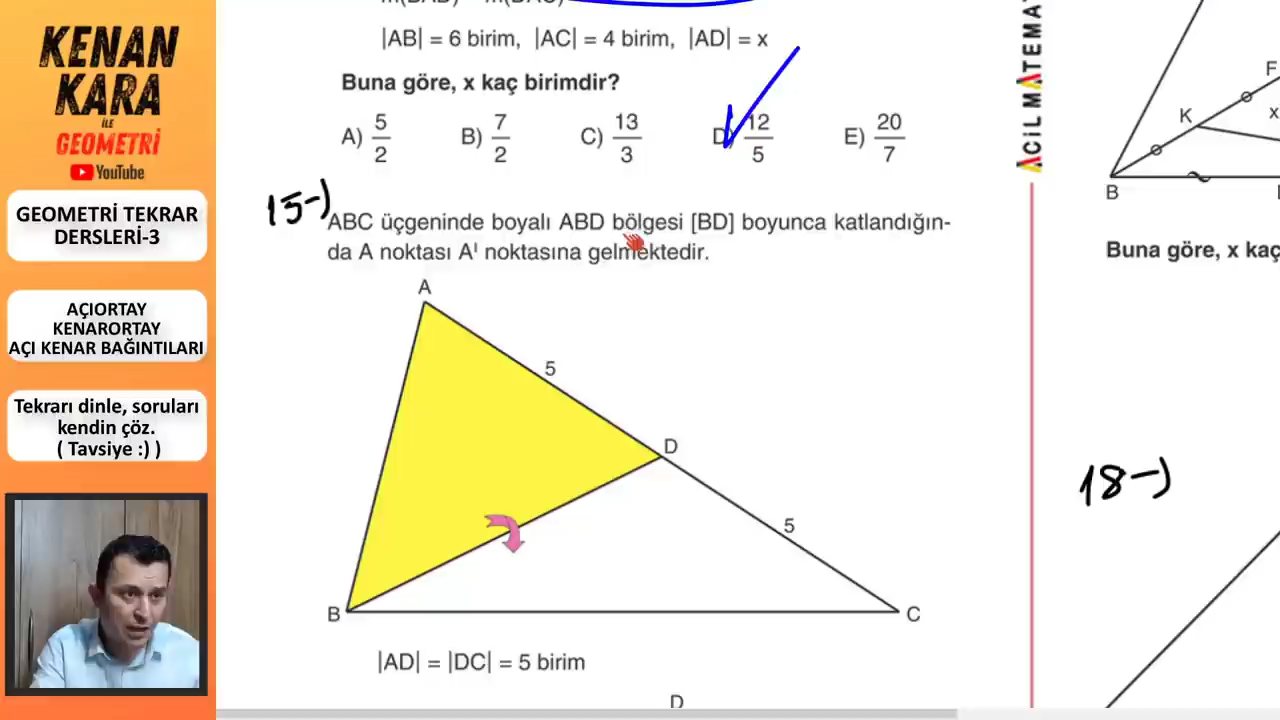 KENAN
KARA
İLE
GEOMETRİ
YouTube
GEOMETRİ TEKRAR
DERSLERİ-3
AÇIORTAY
KENARORTAY
AÇI KENAR BAĞINTILARI
Tekrarı dinle, soruları
kendin çöz.
( Tavsiye :) )
|AB| = 6 birim, |AC| = 4 birim, |AD| = x
Buna göre, x kaç birimdir?
A) 5/2 B) 7/2 C) 13/3 D) 12/5 E) 20/7
15-)
ABC üçgeninde boyalı ABD bölgesi [BD] boyunca katlandığın-
da A noktası A' noktasına gelmektedir.
A
5
D
5
B
C
|AD| = |DC| = 5 birim
D
ACİL MATEMAT
F
K
x
B
Buna göre, x kaç
18-)